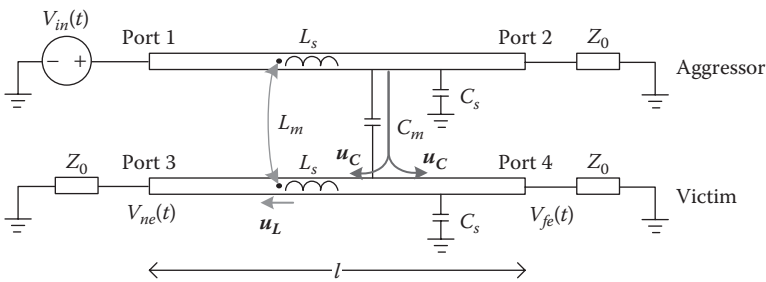 V_in(t)
Port 1
L_s
Port 2
Z_0
− +
Aggressor
C_s
L_m
C_m
u_C
u_C
Z_0
Port 3
L_s
Port 4
Z_0
Victim
V_ne(t)
u_L
C_s
V_fe(t)
l